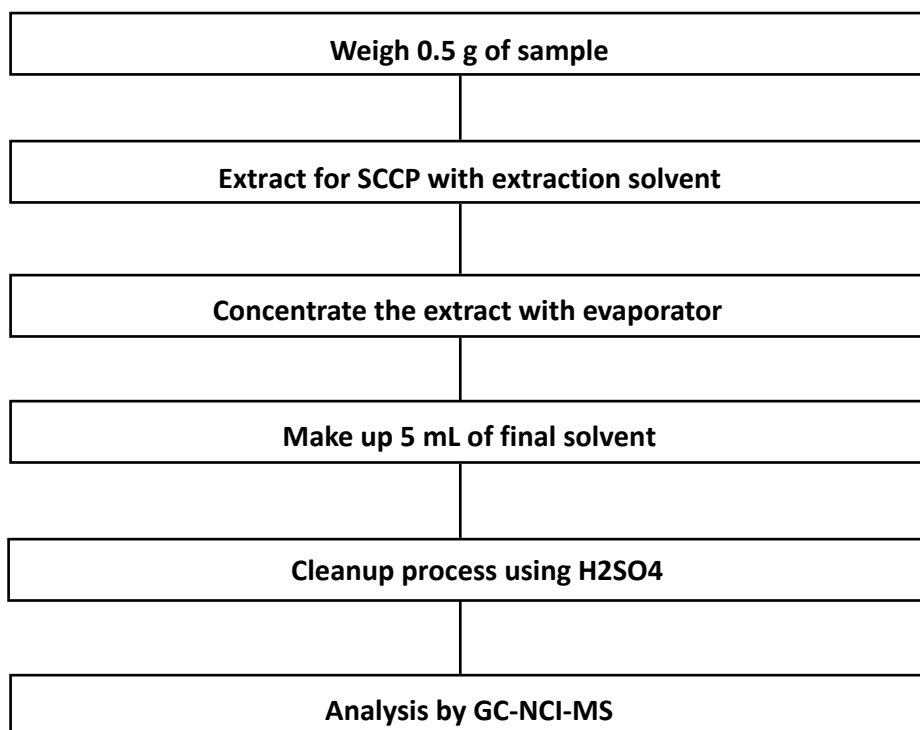 Weigh 0.5 g of sample
Extract for SCCP with extraction solvent
Concentrate the extract with evaporator
Make up 5 mL of final solvent
Cleanup process using H2SO4
Analysis by GC-NCI-MS